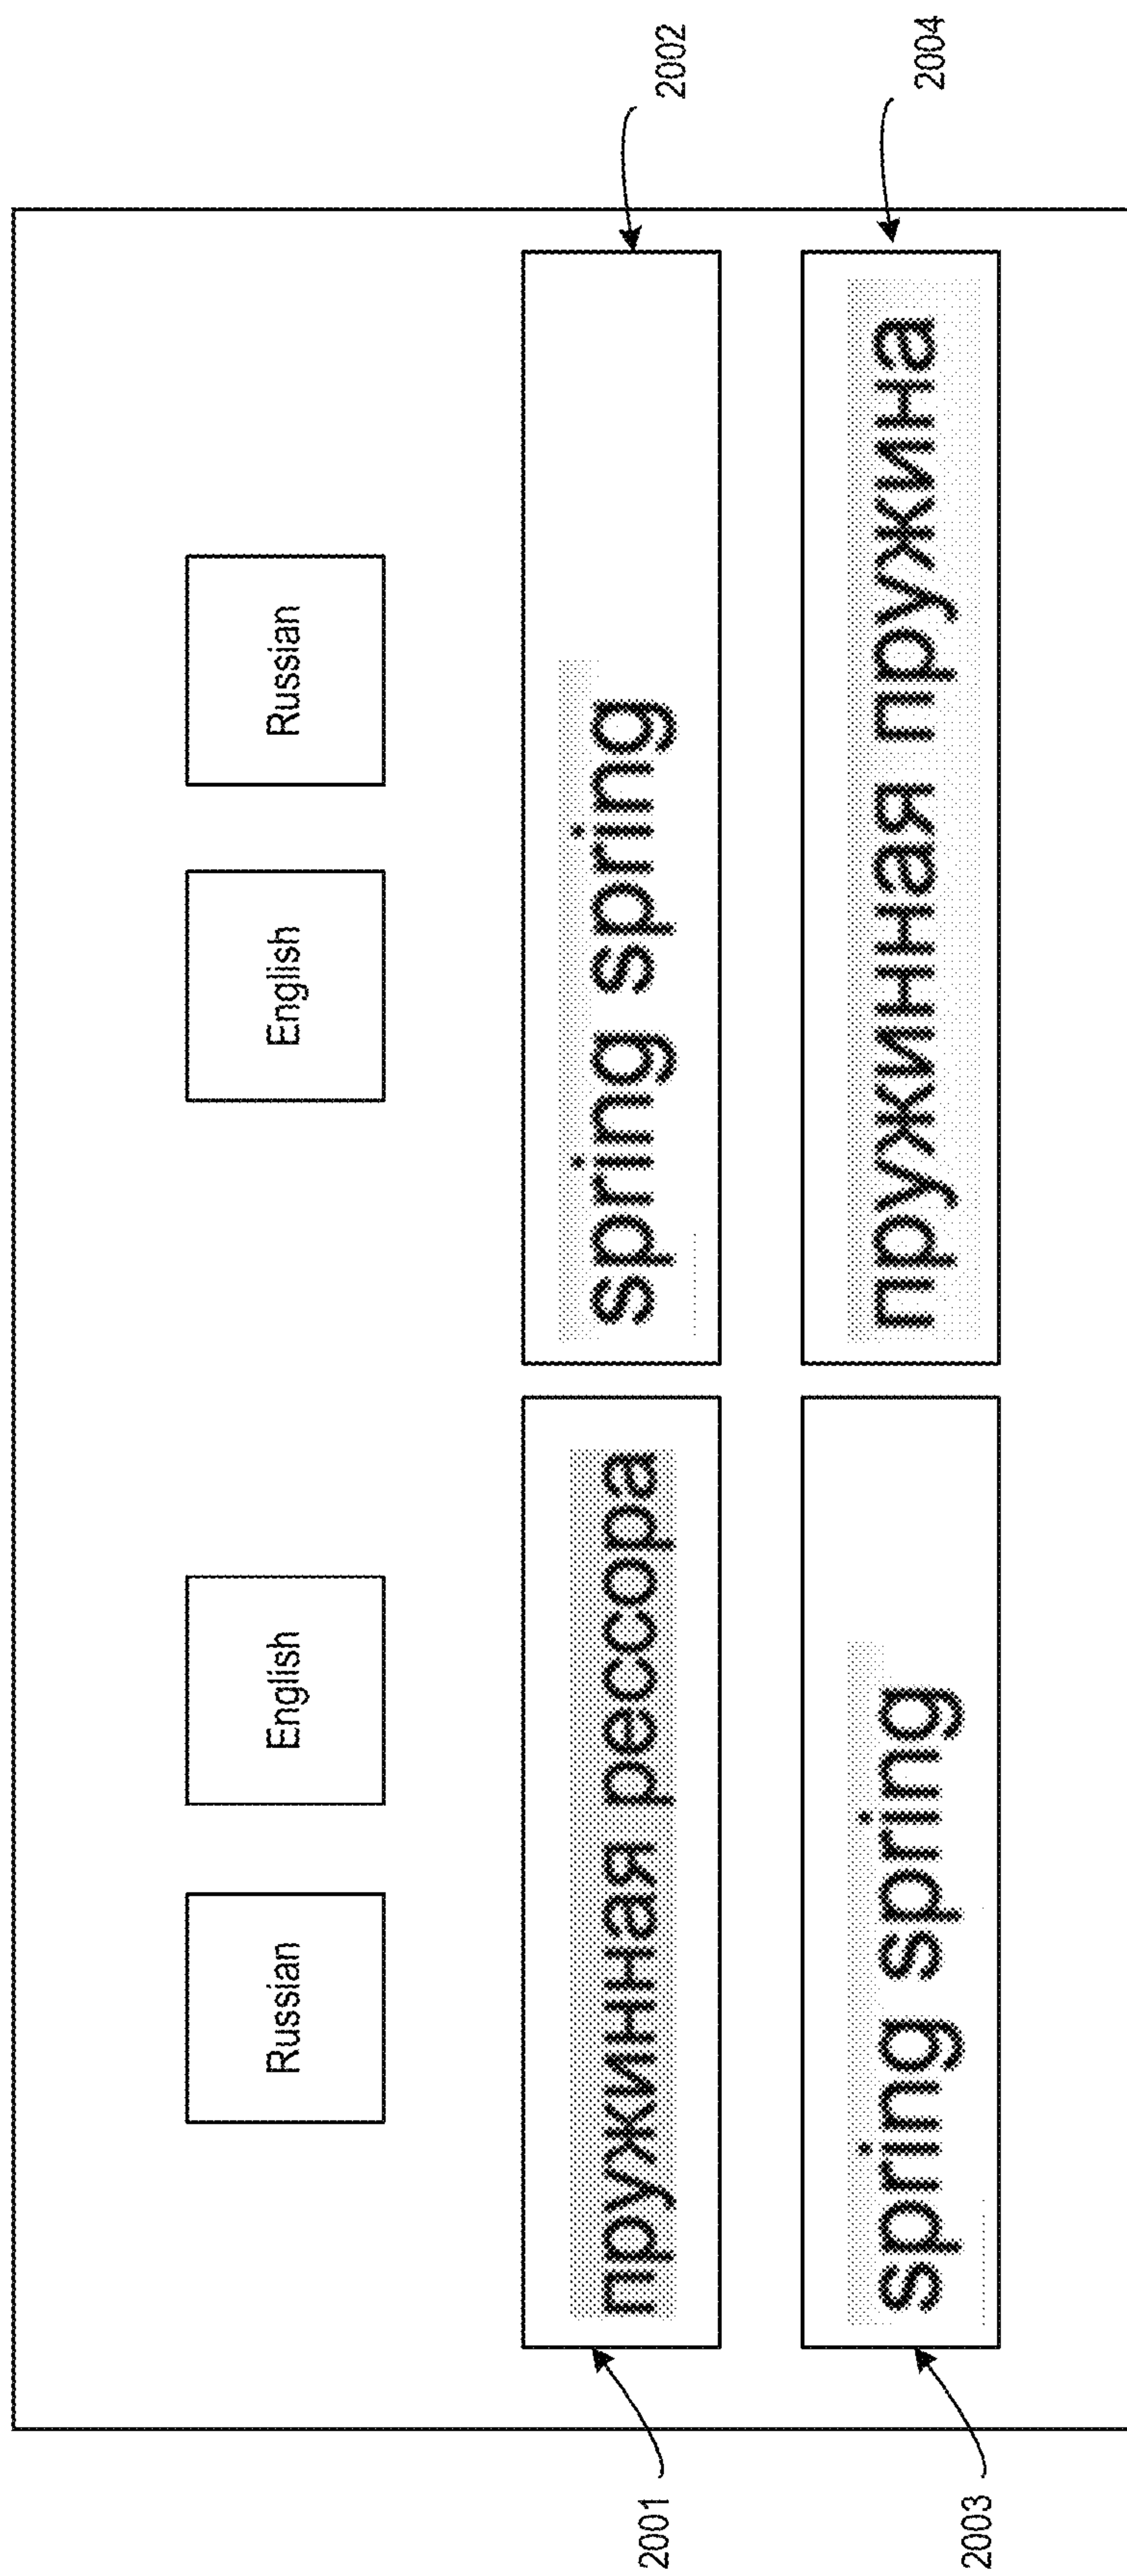 Russian English English Russian
2001 пружинная рессора spring spring 2002
2003 spring spring пружинная пружина 2004